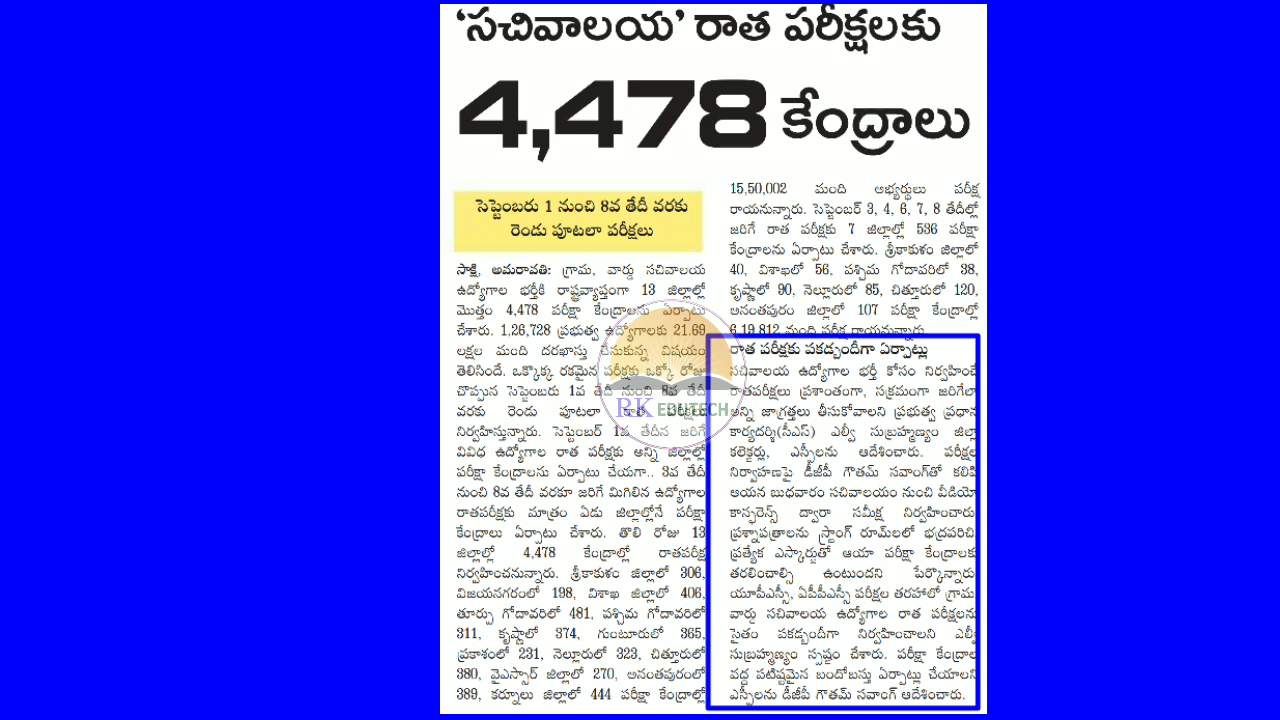 ‘సచివాలయ’ రాత పరీక్షలకు
4,478 కేంద్రాలు
సెప్టెంబరు 1 నుంచి 8వ తేదీ వరకు
రెండు పూటలా పరీక్షలు
సాక్షి, అమరావతి: గ్రామ, వార్డు సచివాలయ
ఉద్యోగాల భర్తీకి రాష్ట్రవ్యాప్తంగా 13 జిల్లాల్లో
మొత్తం 4,478 పరీక్షా కేంద్రాలను ఏర్పాటు
చేశారు. 1,26,728 ప్రభుత్వ ఉద్యోగాలకు 21.69
లక్షల మంది దరఖాస్తు చేసుకున్న విషయం
తెలిసిందే. ఒక్కొక్క రకమైన పరీక్షకు ఒక్కో రోజు
చొప్పున సెప్టెంబరు 1వ తేదీ నుంచి 8వ తేదీ
వరకు రెండు పూటలా రాత పరీక్షలు
నిర్వహిస్తున్నారు. సెప్టెంబర్ 1వ తేదీన జరిగే
వివిధ ఉద్యోగాల రాత పరీక్షకు అన్ని జిల్లాల్లో
పరీక్షా కేంద్రాలను ఏర్పాటు చేయగా.. 3వ తేదీ
నుంచి 8వ తేదీ వరకూ జరిగే మిగిలిన ఉద్యోగాల
రాతపరీక్షకు మాత్రం ఏడు జిల్లాల్లోనే పరీక్షా
కేంద్రాలు ఏర్పాటు చేశారు. తొలి రోజు 13
జిల్లాల్లో 4,478 కేంద్రాల్లో రాతపరీక్ష
నిర్వహించనున్నారు. శ్రీకాకుళం జిల్లాలో 306,
విజయనగరంలో 198, విశాఖ జిల్లాలో 406,
తూర్పు గోదావరిలో 481, పశ్చిమ గోదావరిలో
311, కృష్ణాలో 374, గుంటూరులో 365,
ప్రకాశంలో 231, నెల్లూరులో 323, చిత్తూరులో
380, వైఎస్సార్ జిల్లాలో 270, అనంతపురంలో
389, కర్నూలు జిల్లాలో 444 పరీక్షా కేంద్రాల్లో
15,50,002 మంది అభ్యర్థులు పరీక్ష
రాయనున్నారు. సెప్టెంబర్ 3, 4, 6, 7, 8 తేదీల్లో
జరిగే రాత పరీక్షకు 7 జిల్లాల్లో 536 పరీక్షా
కేంద్రాలను ఏర్పాటు చేశారు. శ్రీకాకుళం జిల్లాలో
40, విశాఖలో 56, పశ్చిమ గోదావరిలో 38,
కృష్ణాలో 90, నెల్లూరులో 85, చిత్తూరులో 120,
అనంతపురం జిల్లాలో 107 పరీక్షా కేంద్రాల్లో
6,19,812 మంది పరీక్ష రాయనున్నారు.
రాత పరీక్షకు పకడ్బందీగా ఏర్పాట్లు
సచివాలయ ఉద్యోగాల భర్తీ కోసం నిర్వహించే
రాతపరీక్షలు ప్రశాంతంగా, సక్రమంగా జరిగేలా
అన్ని జాగ్రత్తలు తీసుకోవాలని ప్రభుత్వ ప్రధాన
కార్యదర్శి(సీఎస్) ఎల్వీ సుబ్రహ్మణ్యం జిల్లా
కలెక్టర్లు, ఎస్పీలను ఆదేశించారు. పరీక్షల
నిర్వాహణపై డీజీపీ గౌతమ్ సవాంగ్‌తో కలిపి
ఆయన బుధవారం సచివాలయం నుంచి వీడియో
కాన్ఫరెన్స్ ద్వారా సమీక్ష నిర్వహించారు.
ప్రశ్నాపత్రాలను స్ట్రాంగ్ రూమ్‌లలో భద్రపరిచి,
ప్రత్యేక ఎస్కార్టుతో ఆయా పరీక్షా కేంద్రాలకు
తరలించాల్సి ఉంటుందని పేర్కొన్నారు.
యూపీఎస్సీ, ఏపీపీఎస్సీ పరీక్షల తరహాలో గ్రామ,
వార్డు సచివాలయ ఉద్యోగాల రాత పరీక్షలను
సైతం పకడ్బందీగా నిర్వహించాలని ఎల్వీ
సుబ్రహ్మణ్యం స్పష్టం చేశారు. పరీక్షా కేంద్రాల
వద్ద పటిష్టమైన బందోబస్తు ఏర్పాట్లు చేయాలని
ఎస్పీలను డీజీపీ గౌతమ్ సవాంగ్ ఆదేశించారు.
RK EDUTECH